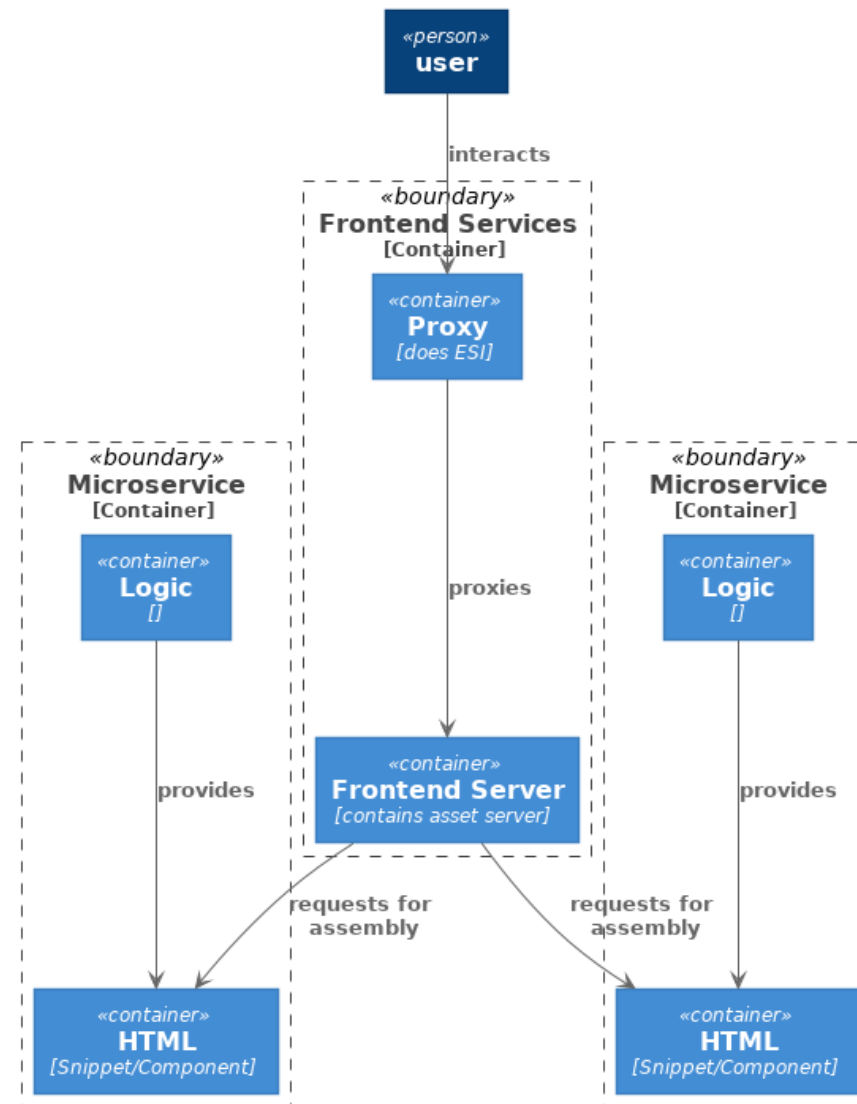 «person»
user
interacts
«boundary»
Frontend Services
[Container]
«container»
Proxy
[does ESI]
«boundary»
Microservice
[Container]
«boundary»
Microservice
[Container]
«container»
Logic
[]
proxies
«container»
Logic
[]
provides
«container»
Frontend Server
[contains asset server]
provides
requests for
assembly
requests for
assembly
«container»
HTML
[Snippet/Component]
«container»
HTML
[Snippet/Component]